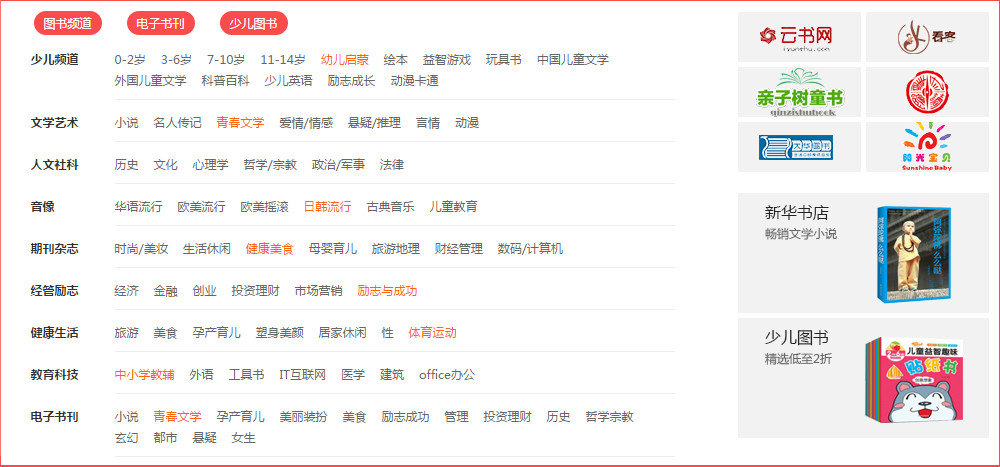 图书频道 电子书刊 少儿图书
少儿频道 0-2岁 3-6岁 7-10岁 11-14岁 幼儿启蒙 绘本 益智游戏 玩具书 中国儿童文学
外国儿童文学 科普百科 少儿英语 励志成长 动漫卡通
文学艺术 小说 名人传记 青春文学 爱情/情感 悬疑/推理 言情 动漫
人文社科 历史 文化 心理学 哲学/宗教 政治/军事 法律
音像 华语流行 欧美流行 欧美摇滚 日韩流行 古典音乐 儿童教育
期刊杂志 时尚/美妆 生活休闲 健康美食 母婴育儿 旅游地理 财经管理 数码/计算机
经管励志 经济 金融 创业 投资理财 市场营销 励志与成功
健康生活 旅游 美食 孕产育儿 塑身美颜 居家休闲 性 体育运动
教育科技 中小学教辅 外语 工具书 IT互联网 医学 建筑 office办公
电子书刊 小说 青春文学 孕产育儿 美丽装扮 美食 励志成功 管理 投资理财 历史 哲学宗教
玄幻 都市 悬疑 女生
云书网
iyunshu.com
亲子树童书
qinzishubook
大华图书
阳光宝贝
Sunshine Baby
新华书店
畅销文学小说
阿弥陀佛 么么哒
少儿图书
精选低至2折
儿童益智趣味
贴纸书